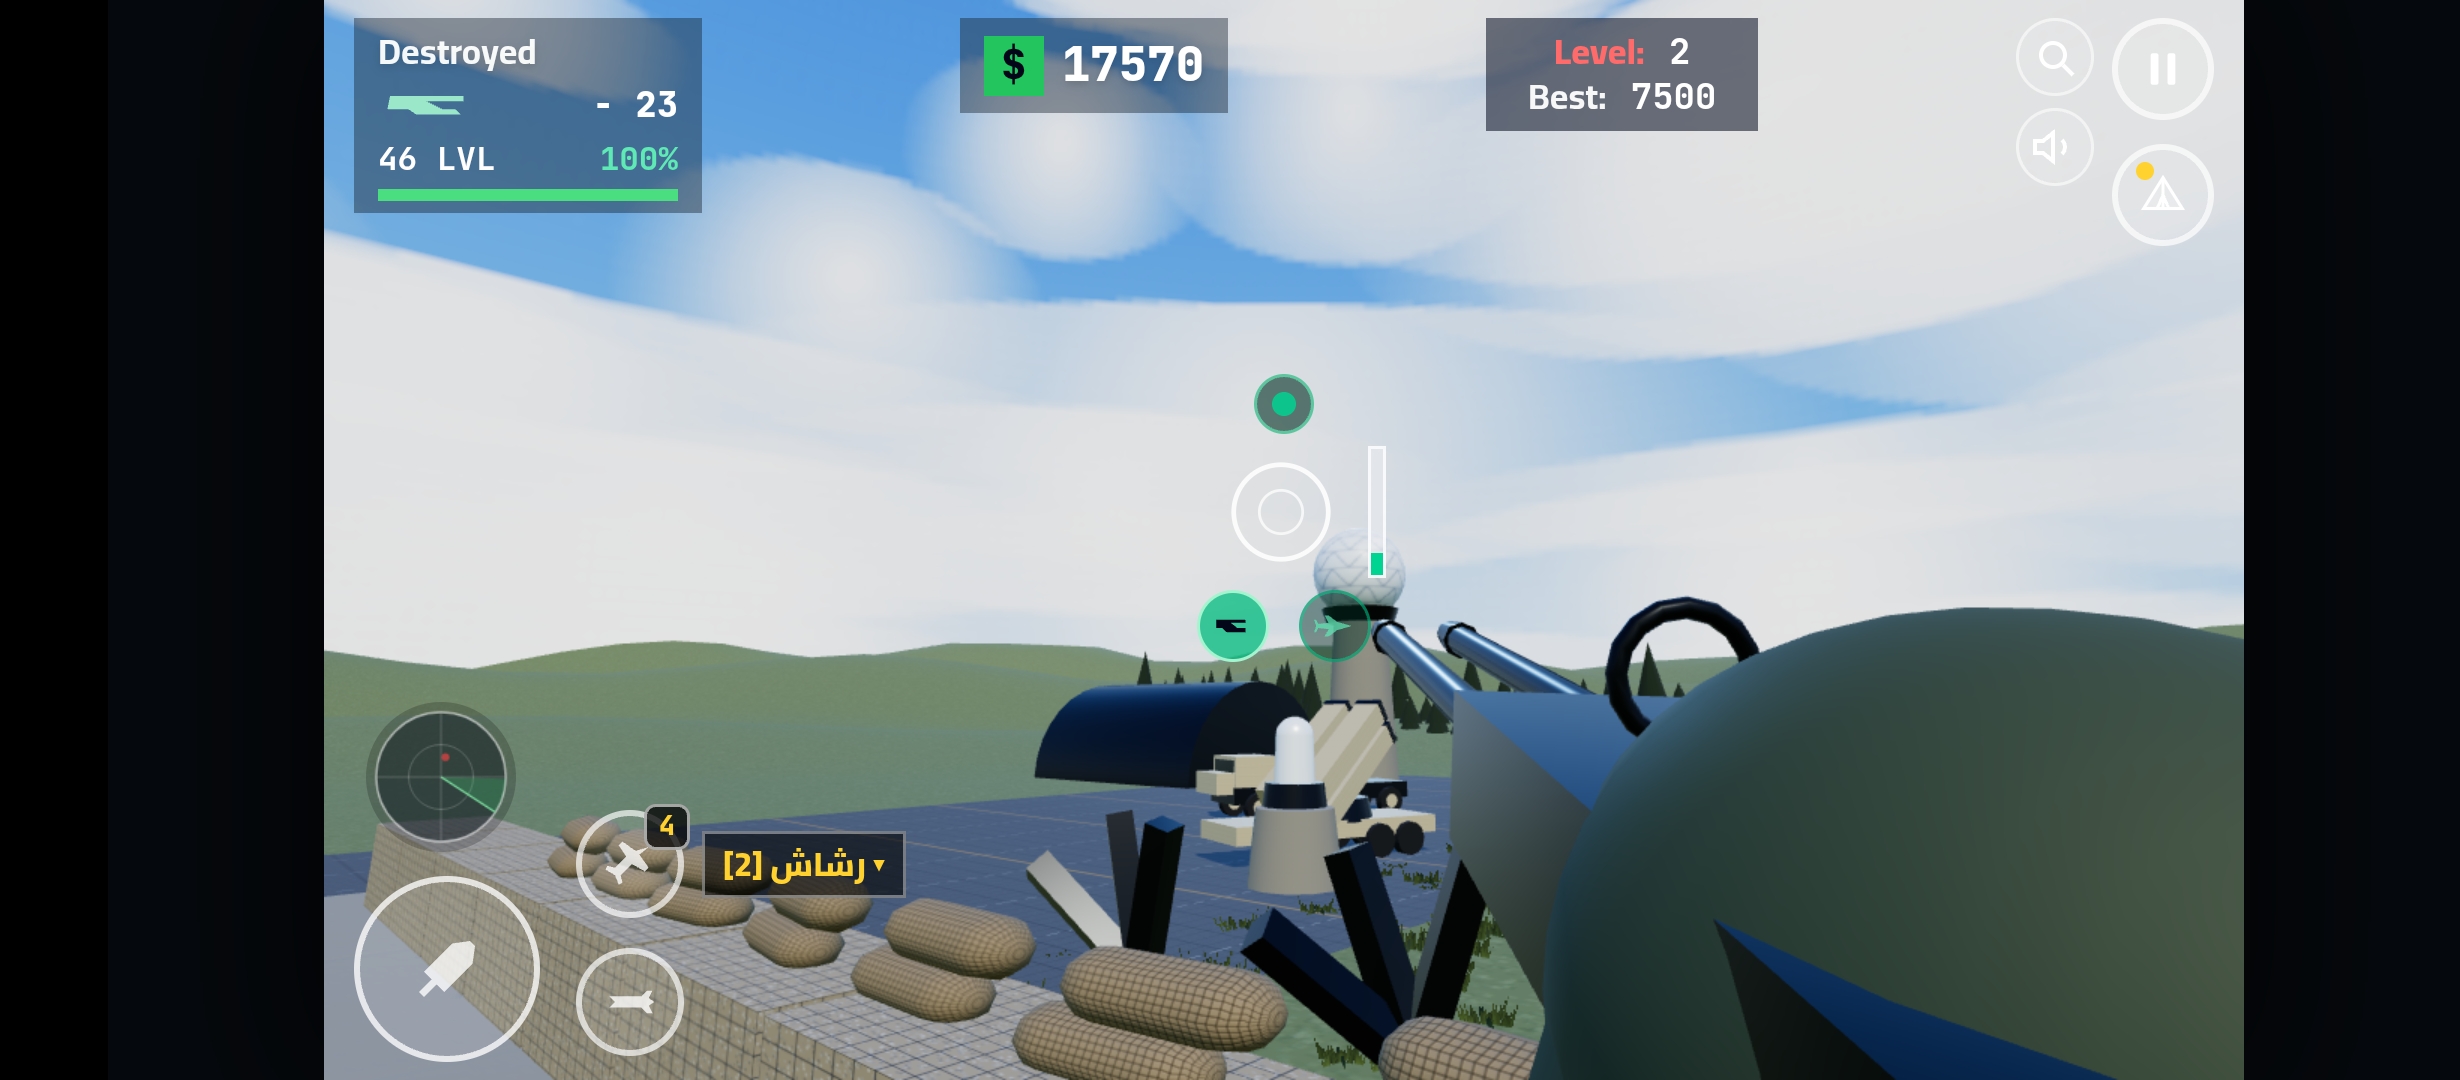 Destroyed
- 23
46 LVL 100%
$ 17570
Level: 2
Best: 7500
4
رشاش [2] ▾